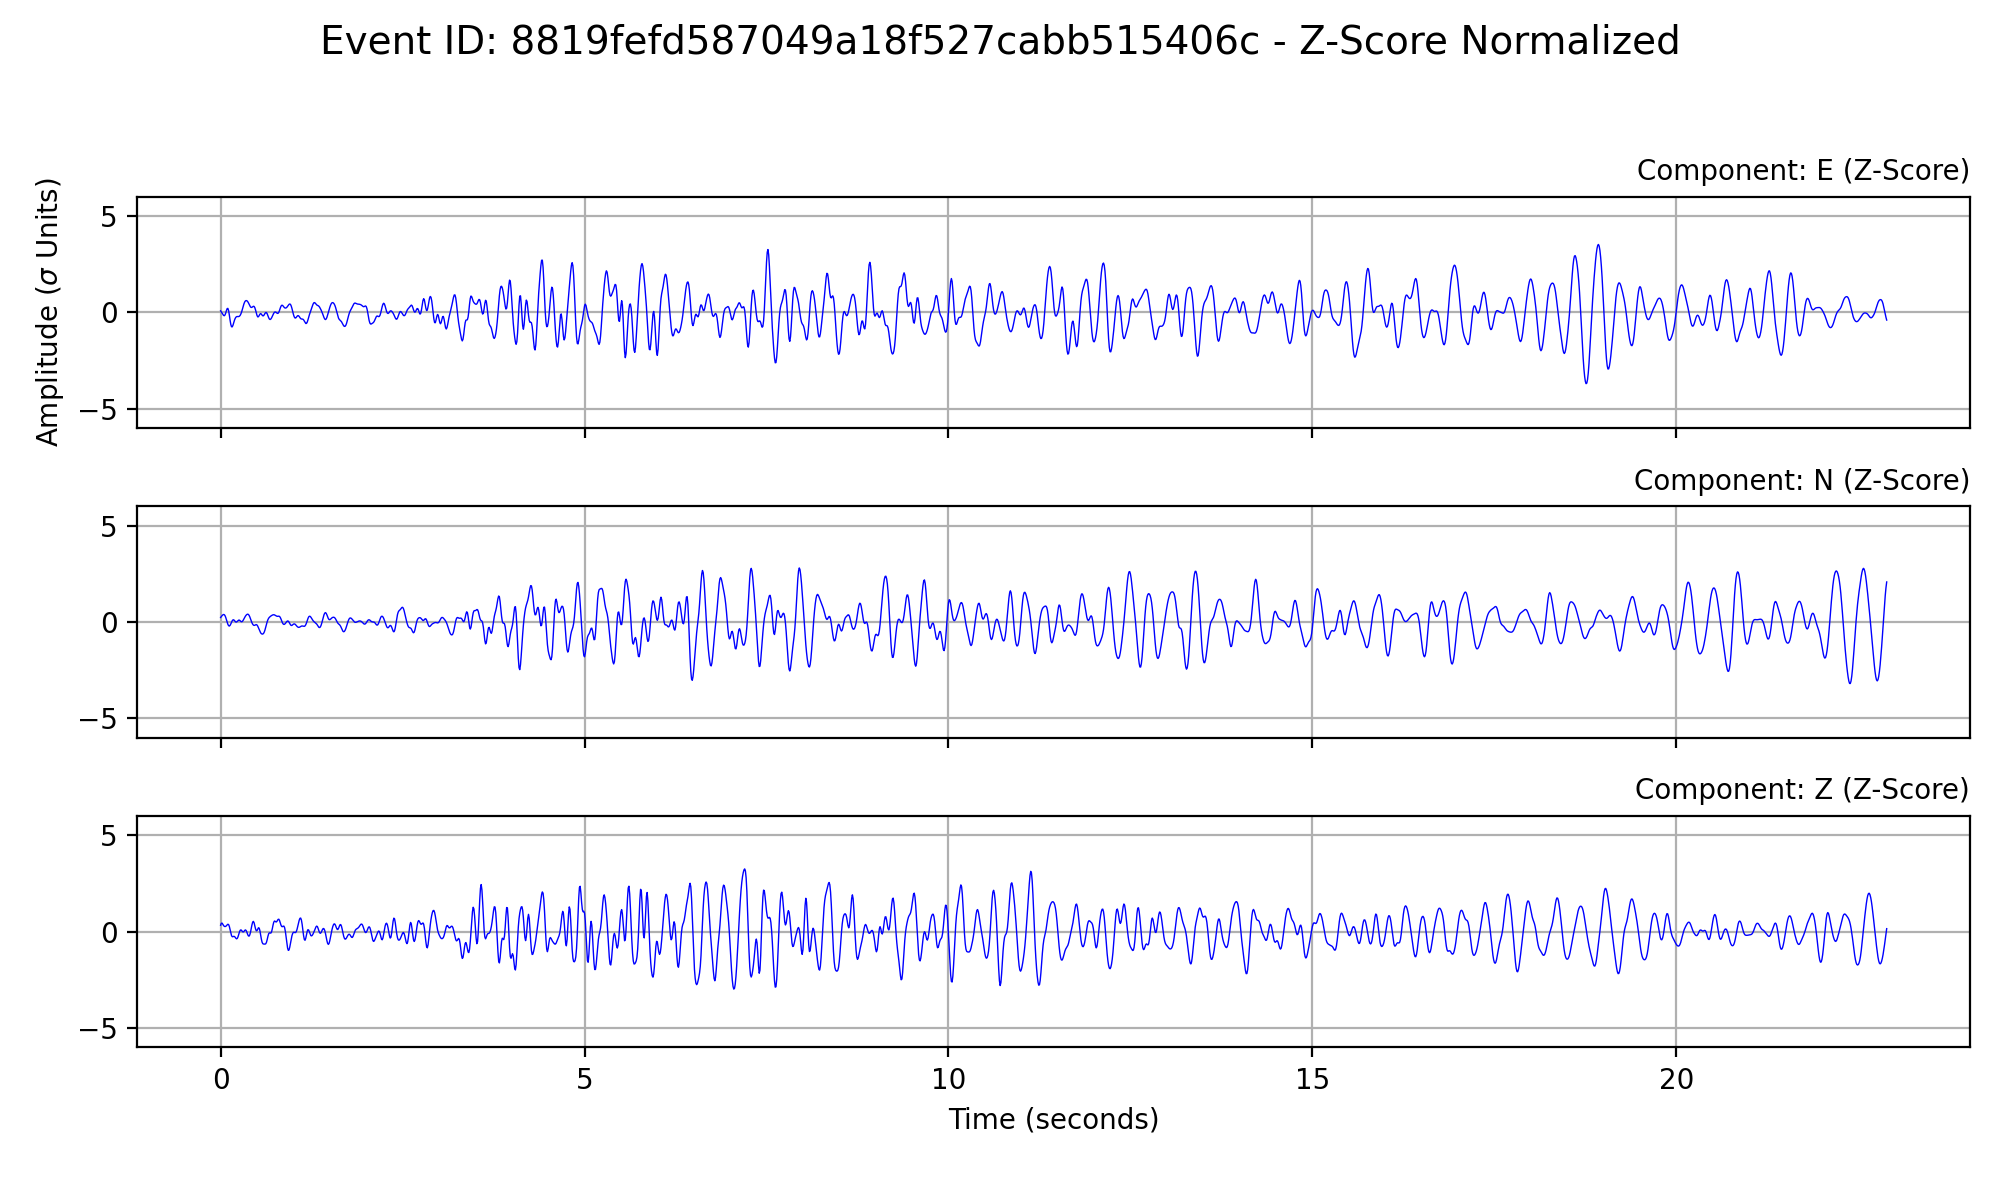 Event ID: 8819fefd587049a18f527cabb515406c - Z-Score Normalized
Component: E (Z-Score)
Amplitude (σ Units)
5
0
−5
Component: N (Z-Score)
5
0
−5
Component: Z (Z-Score)
5
0
−5
0 5 10 15 20
Time (seconds)